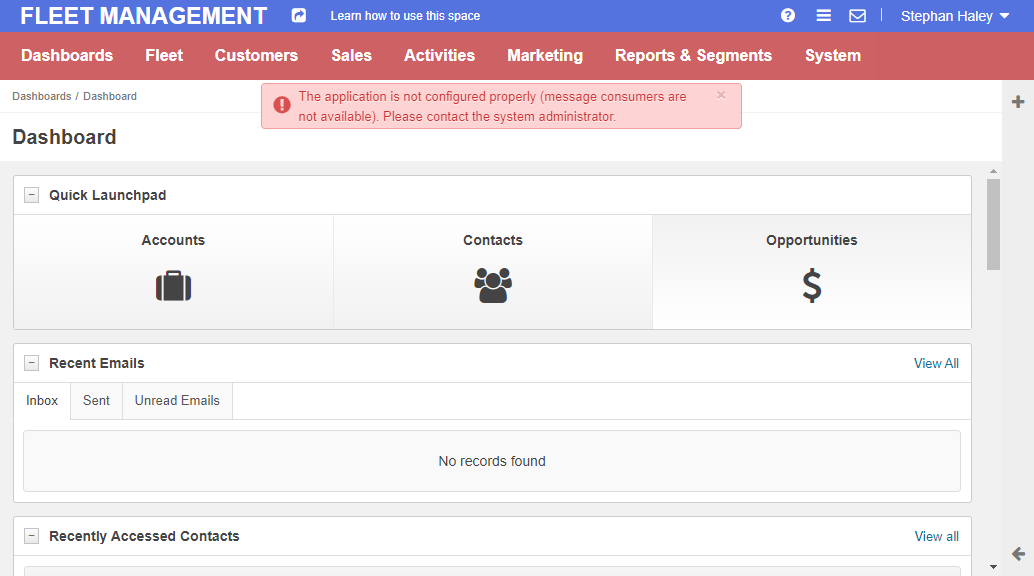 FLEET MANAGEMENT
Learn how to use this space
Stephan Haley
Dashboards
Fleet
Customers
Sales
Activities
Marketing
Reports & Segments
System
Dashboards / Dashboard
The application is not configured properly (message consumers are
not available). Please contact the system administrator.
Dashboard
Quick Launchpad
Accounts
Contacts
Opportunities
Recent Emails
View All
Inbox
Sent
Unread Emails
No records found
Recently Accessed Contacts
View all